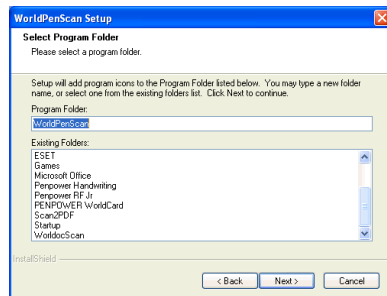 WorldPenScan Setup
Select Program Folder
Please select a program folder.
Setup will add program icons to the Program Folder listed below. You may type a new folder
name, or select one from the existing folders list. Click Next to continue.
Program Folder:
WorldPenScan
Existing Folders:
ESET
Games
Microsoft Office
Penpower Handwriting
Penpower RF Jr
PENPOWER WorldCard
Scan2PDF
Startup
WorldocScan
InstallShield
< Back Next > Cancel